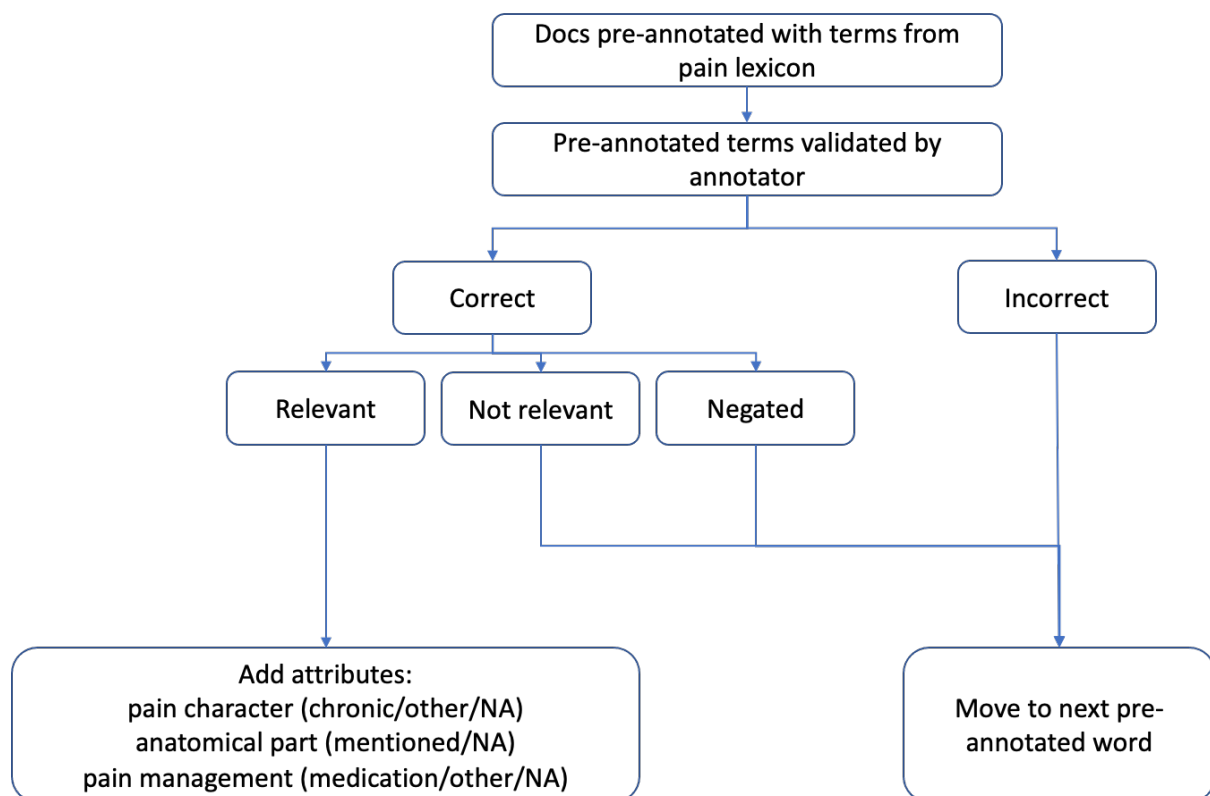 Docs pre-annotated with terms from
pain lexicon
Pre-annotated terms validated by
annotator
Correct
Incorrect
Relevant
Not relevant
Negated
Add attributes:
pain character (chronic/other/NA)
anatomical part (mentioned/NA)
pain management (medication/other/NA)
Move to next pre-
annotated word